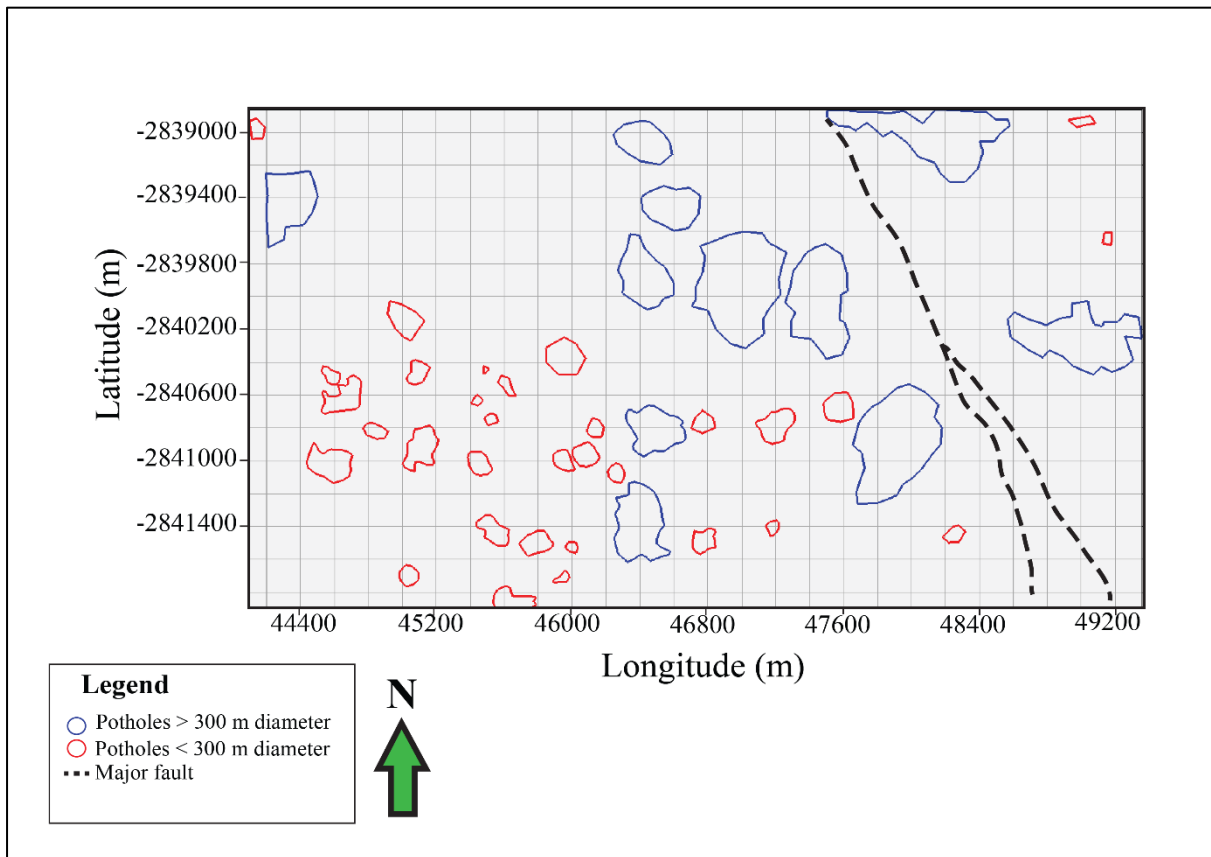 -2839000
-2839400
-2839800
-2840200
-2840600
-2841000
-2841400
Latitude (m)
44400 45200 46000 46800 47600 48400 49200
Longitude (m)
Legend
Potholes > 300 m diameter
Potholes < 300 m diameter
Major fault
N